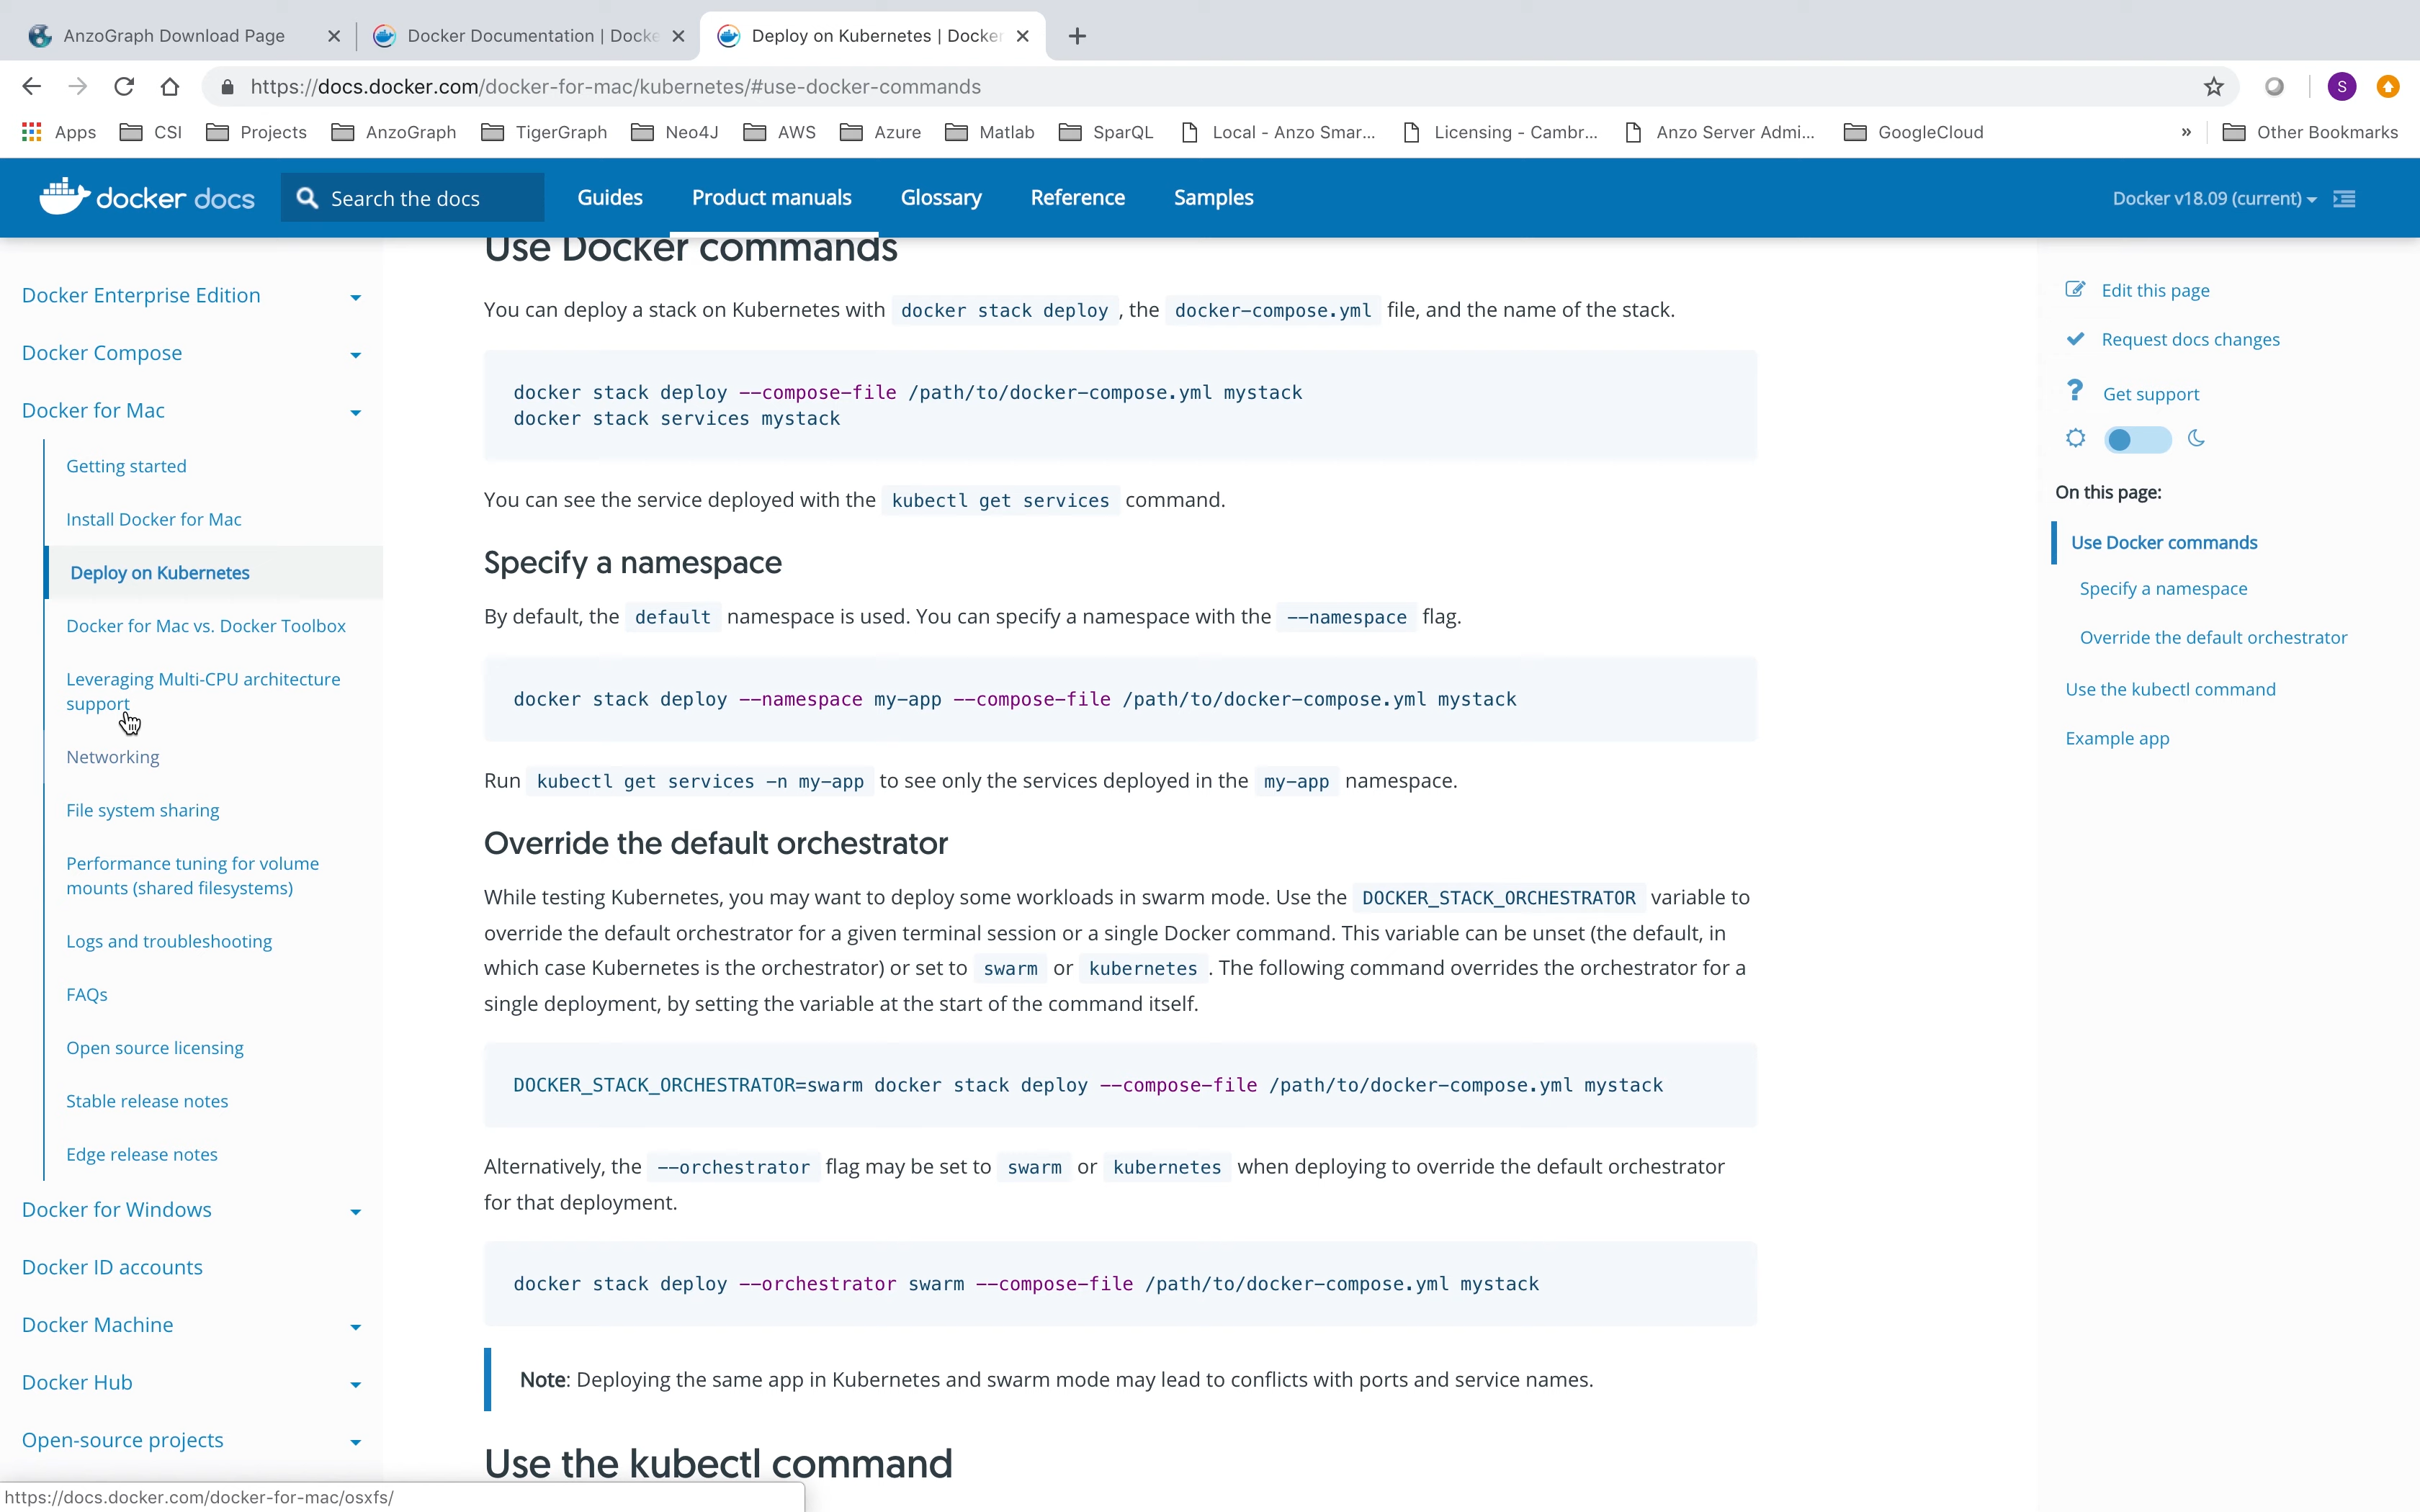 AnzoGraph Download Page
Docker Documentation | Docke
Deploy on Kubernetes | Docker
https://docs.docker.com/docker-for-mac/kubernetes/#use-docker-commands
S
Apps
CSI
Projects
AnzoGraph
TigerGraph
Neo4J
AWS
Azure
Matlab
SparQL
Local - Anzo Smar...
Licensing - Cambr...
Anzo Server Admi...
GoogleCloud
»
Other Bookmarks
docker docs
Search the docs
Guides
Product manuals
Glossary
Reference
Samples
Docker v18.09 (current)
Docker Enterprise Edition
Docker Compose
Docker for Mac
Getting started
Install Docker for Mac
Deploy on Kubernetes
Docker for Mac vs. Docker Toolbox
Leveraging Multi-CPU architecture
support
Networking
File system sharing
Performance tuning for volume
mounts (shared filesystems)
Logs and troubleshooting
FAQs
Open source licensing
Stable release notes
Edge release notes
Docker for Windows
Docker ID accounts
Docker Machine
Docker Hub
Open-source projects
Use Docker commands
You can deploy a stack on Kubernetes with docker stack deploy , the docker-compose.yml file, and the name of the stack.
docker stack deploy --compose-file /path/to/docker-compose.yml mystack
docker stack services mystack
You can see the service deployed with the kubectl get services command.
Specify a namespace
By default, the default namespace is used. You can specify a namespace with the --namespace flag.
docker stack deploy --namespace my-app --compose-file /path/to/docker-compose.yml mystack
Run kubectl get services -n my-app to see only the services deployed in the my-app namespace.
Override the default orchestrator
While testing Kubernetes, you may want to deploy some workloads in swarm mode. Use the DOCKER_STACK_ORCHESTRATOR variable to
override the default orchestrator for a given terminal session or a single Docker command. This variable can be unset (the default, in
which case Kubernetes is the orchestrator) or set to swarm or kubernetes . The following command overrides the orchestrator for a
single deployment, by setting the variable at the start of the command itself.
DOCKER_STACK_ORCHESTRATOR=swarm docker stack deploy --compose-file /path/to/docker-compose.yml mystack
Alternatively, the --orchestrator flag may be set to swarm or kubernetes when deploying to override the default orchestrator
for that deployment.
docker stack deploy --orchestrator swarm --compose-file /path/to/docker-compose.yml mystack
Note: Deploying the same app in Kubernetes and swarm mode may lead to conflicts with ports and service names.
Use the kubectl command
Edit this page
Request docs changes
Get support
On this page:
Use Docker commands
Specify a namespace
Override the default orchestrator
Use the kubectl command
Example app
https://docs.docker.com/docker-for-mac/osxfs/